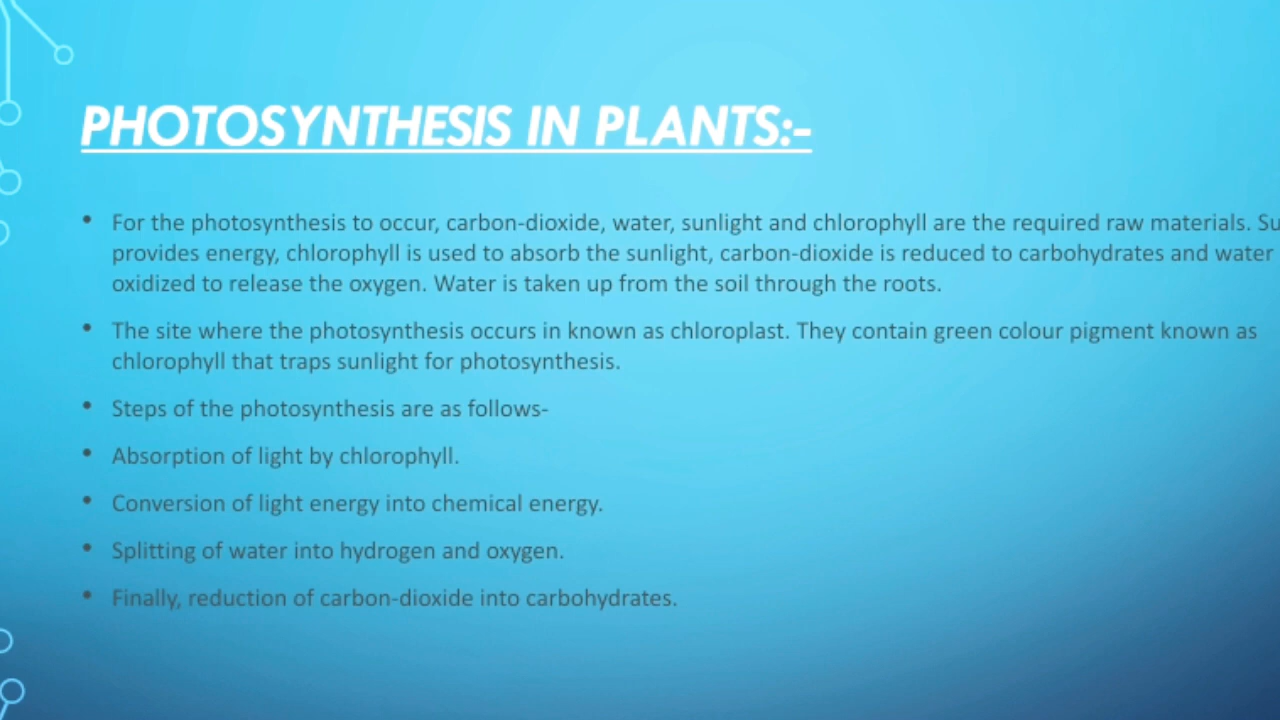 PHOTOSYNTHESIS IN PLANTS:-
• For the photosynthesis to occur, carbon-dioxide, water, sunlight and chlorophyll are the required raw materials.
provides energy, chlorophyll is used to absorb the sunlight, carbon-dioxide is reduced to carbohydrates and water
oxidized to release the oxygen. Water is taken up from the soil through the roots.
• The site where the photosynthesis occurs in known as chloroplast. They contain green colour pigment known as
chlorophyll that traps sunlight for photosynthesis.
• Steps of the photosynthesis are as follows-
• Absorption of light by chlorophyll.
• Conversion of light energy into chemical energy.
• Splitting of water into hydrogen and oxygen.
• Finally, reduction of carbon-dioxide into carbohydrates.